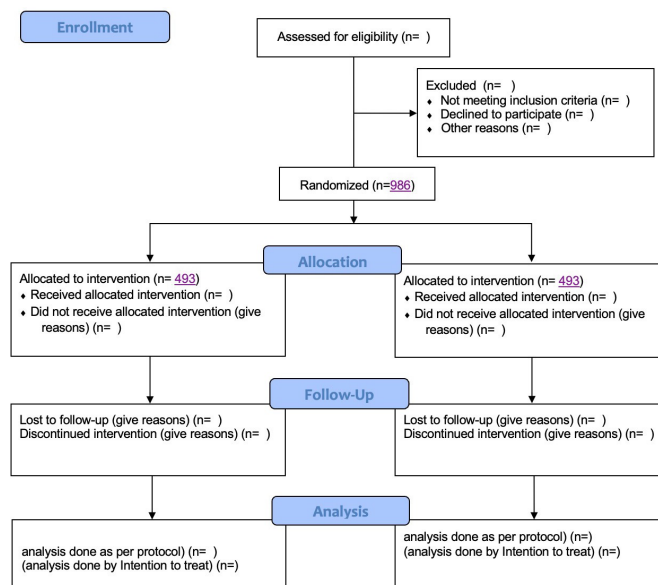 Enrollment
Assessed for eligibility (n= )
Excluded (n= )
♦ Not meeting inclusion criteria (n= )
♦ Declined to participate (n= )
♦ Other reasons (n= )
Randomized (n=986)
Allocation
Allocated to intervention (n= 493)
♦ Received allocated intervention (n= )
♦ Did not receive allocated intervention (give
reasons) (n= )
Allocated to intervention (n= 493)
♦ Received allocated intervention (n= )
♦ Did not receive allocated intervention (give
reasons) (n= )
Follow-Up
Lost to follow-up (give reasons) (n= )
Discontinued intervention (give reasons) (n= )
Lost to follow-up (give reasons) (n= )
Discontinued intervention (give reasons) (n= )
Analysis
analysis done as per protocol) (n= )
(analysis done by Intention to treat) (n=)
analysis done as per protocol) (n=)
(analysis done by Intention to treat) (n=)